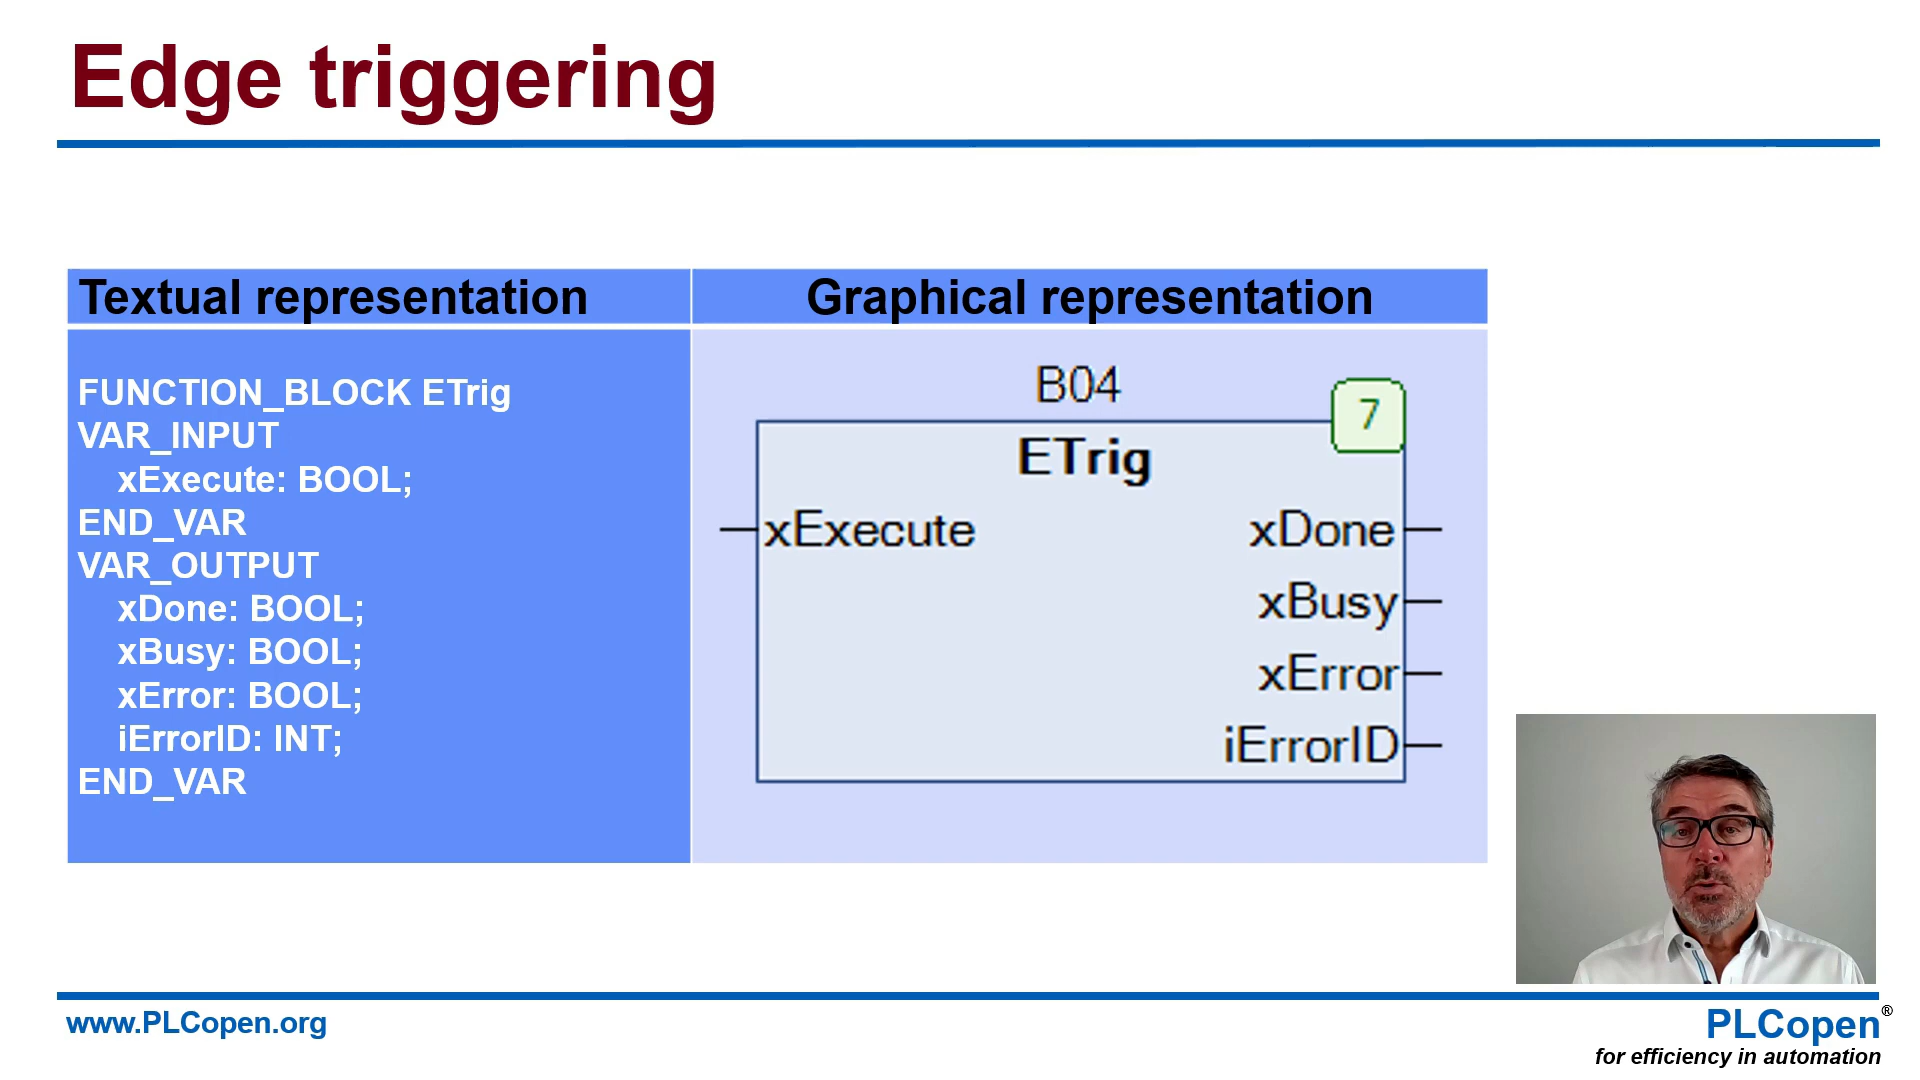 Edge triggering
Textual representation
Graphical representation
FUNCTION_BLOCK ETrig
VAR_INPUT
xExecute: BOOL;
END_VAR
VAR_OUTPUT
xDone: BOOL;
xBusy: BOOL;
xError: BOOL;
iErrorID: INT;
END_VAR
B04
7
ETrig
xExecute
xDone
xBusy
xError
iErrorID
www.PLCopen.org
PLCopen®
for efficiency in automation